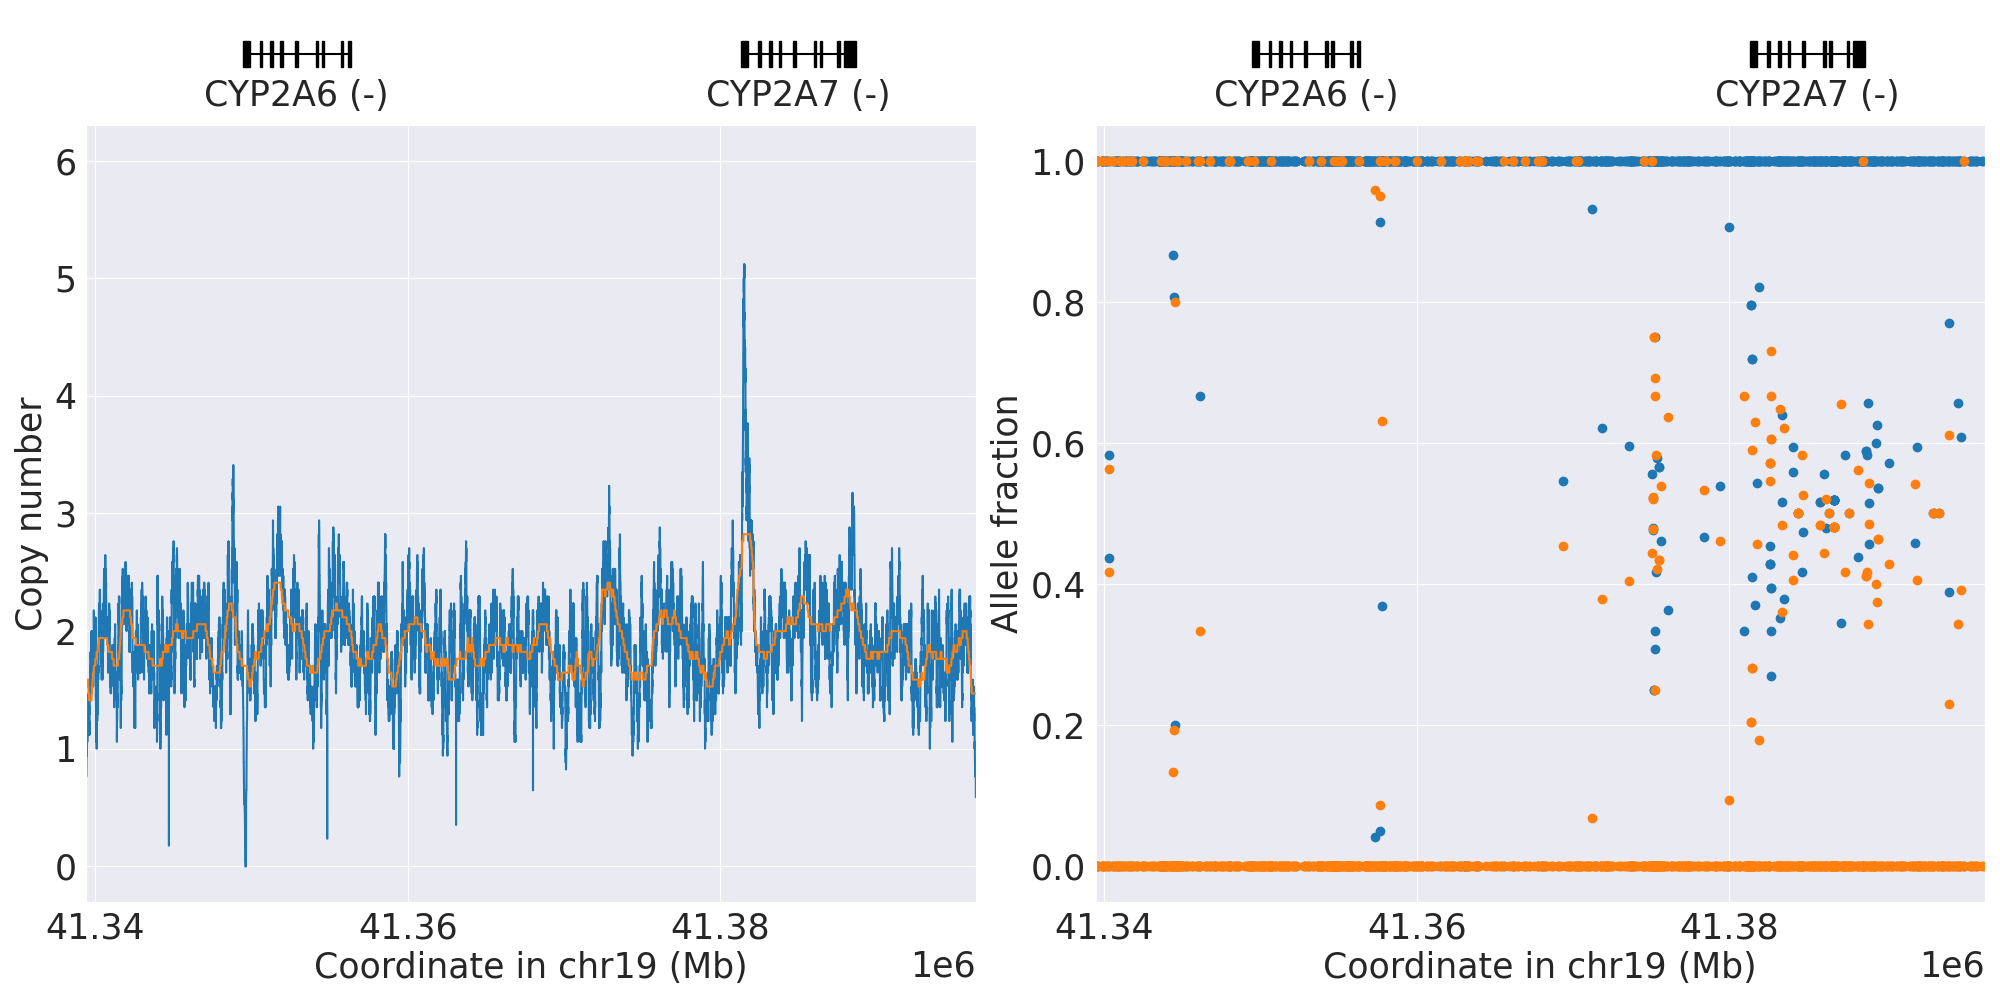 CYP2A6 (-)
CYP2A7 (-)
6
5
4
3
2
1
0
Copy number
41.34
41.36
41.38
Coordinate in chr19 (Mb)
1e6
CYP2A6 (-)
CYP2A7 (-)
1.0
0.8
0.6
0.4
0.2
0.0
Allele fraction
41.34
41.36
41.38
Coordinate in chr19 (Mb)
1e6